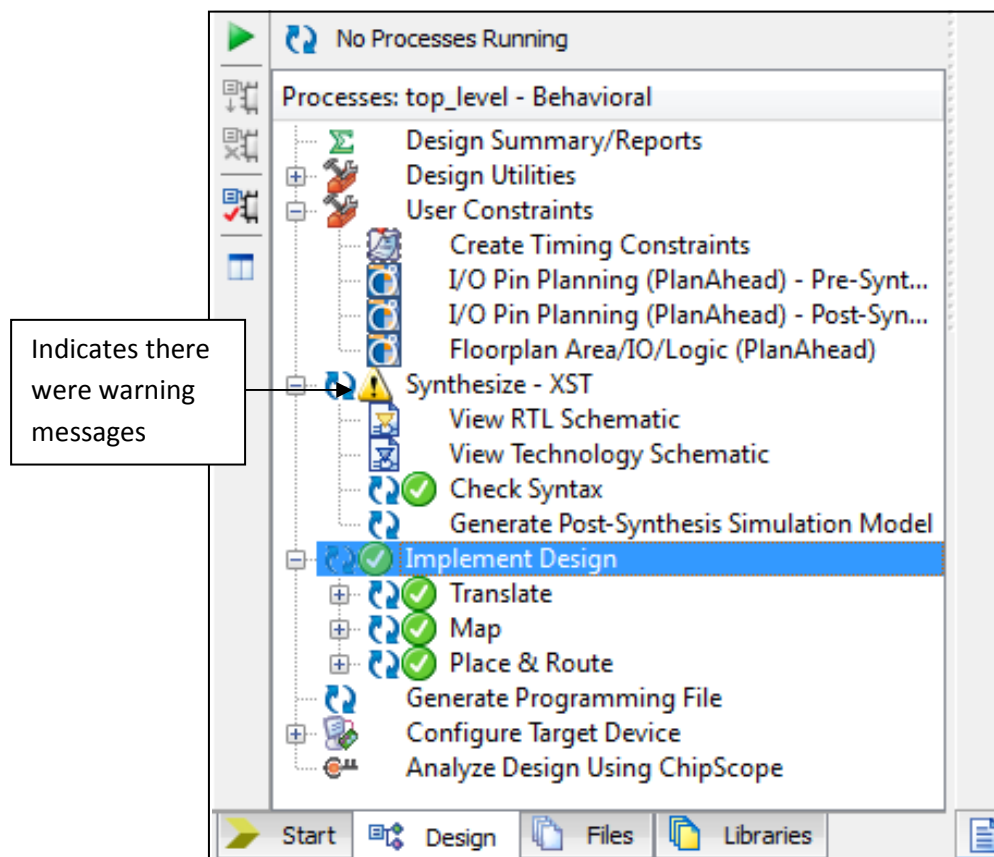 No Processes Running
Processes: top_level - Behavioral
Design Summary/Reports
Design Utilities
User Constraints
Create Timing Constraints
I/O Pin Planning (PlanAhead) - Pre-Synt...
I/O Pin Planning (PlanAhead) - Post-Syn...
Floorplan Area/IO/Logic (PlanAhead)
Indicates there
were warning
messages
Synthesize - XST
View RTL Schematic
View Technology Schematic
Check Syntax
Generate Post-Synthesis Simulation Model
Implement Design
Translate
Map
Place & Route
Generate Programming File
Configure Target Device
Analyze Design Using ChipScope
Start Design Files Libraries